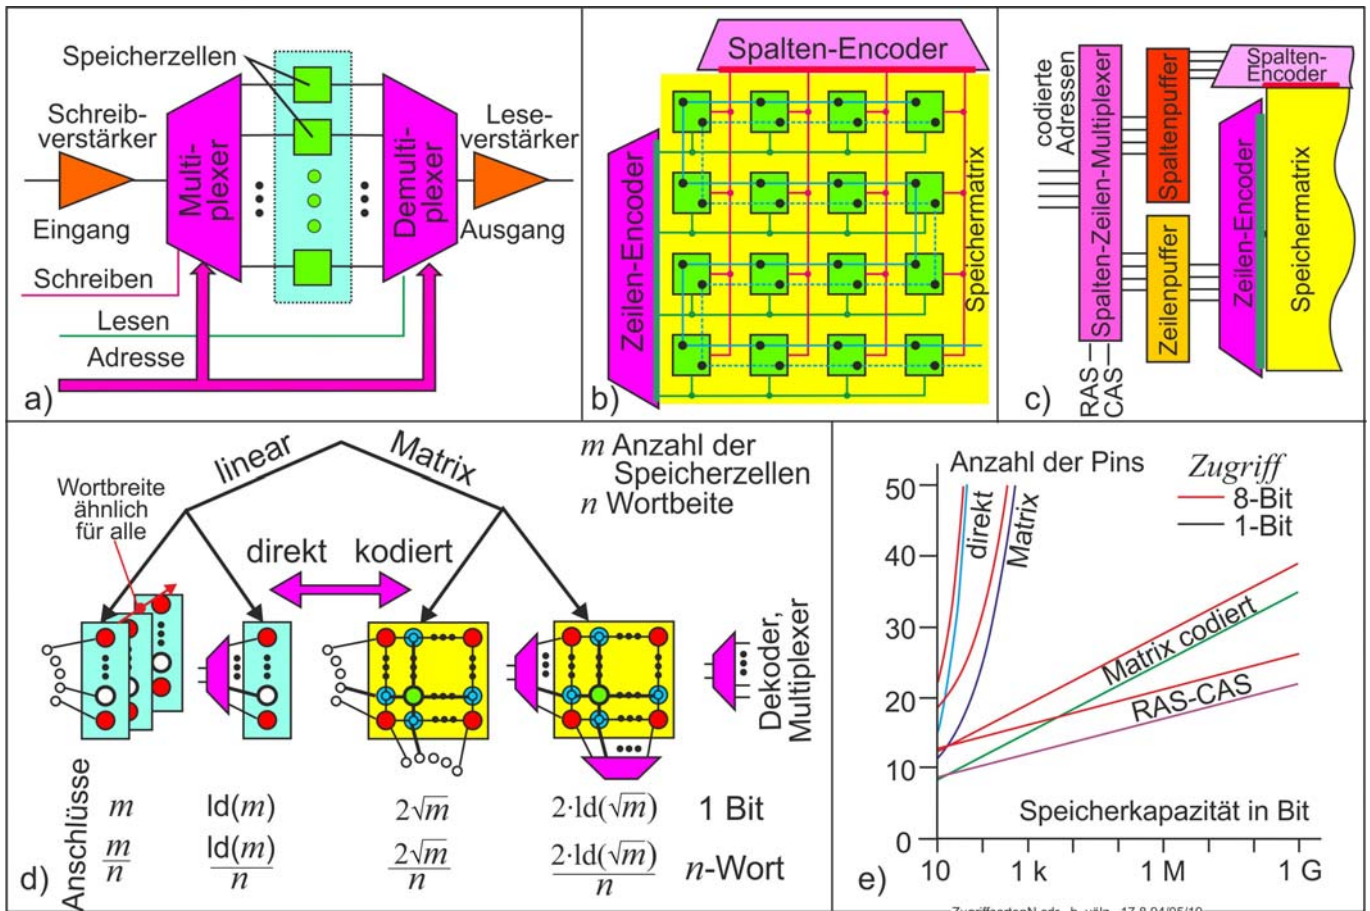 Speicherzellen
Schreib-
verstärker
Multi-
plexer
Demulti-
plexer
Lese-
verstärker
Eingang
Ausgang
Schreiben
Lesen
Adresse
a)
Spalten-Encoder
Zeilen-Encoder
Speichermatrix
b)
codierte
Adressen
Spalten-Zeilen-Multiplexer
Spaltenpuffer
Zeilenpuffer
Spalten-
Encoder
Zeilen-Encoder
Speichermatrix
RAS
CAS
c)
linear
Matrix
m Anzahl der
Speicherzellen
n Wortbeite
Wortbreite
ähnlich
für alle
direkt kodiert
Dekoder,
Multiplexer
Anschlüsse
m ld(m) 2√m 2·ld(√m) 1 Bit
m/n ld(m)/n 2√m/n 2·ld(√m)/n n-Wort
d)
Anzahl der Pins
Zugriff
8-Bit
1-Bit
50
40
30
20
10
0
direkt
Matrix
Matrix codiert
RAS-CAS
Speicherkapazität in Bit
10 1 k 1 M 1 G
e)